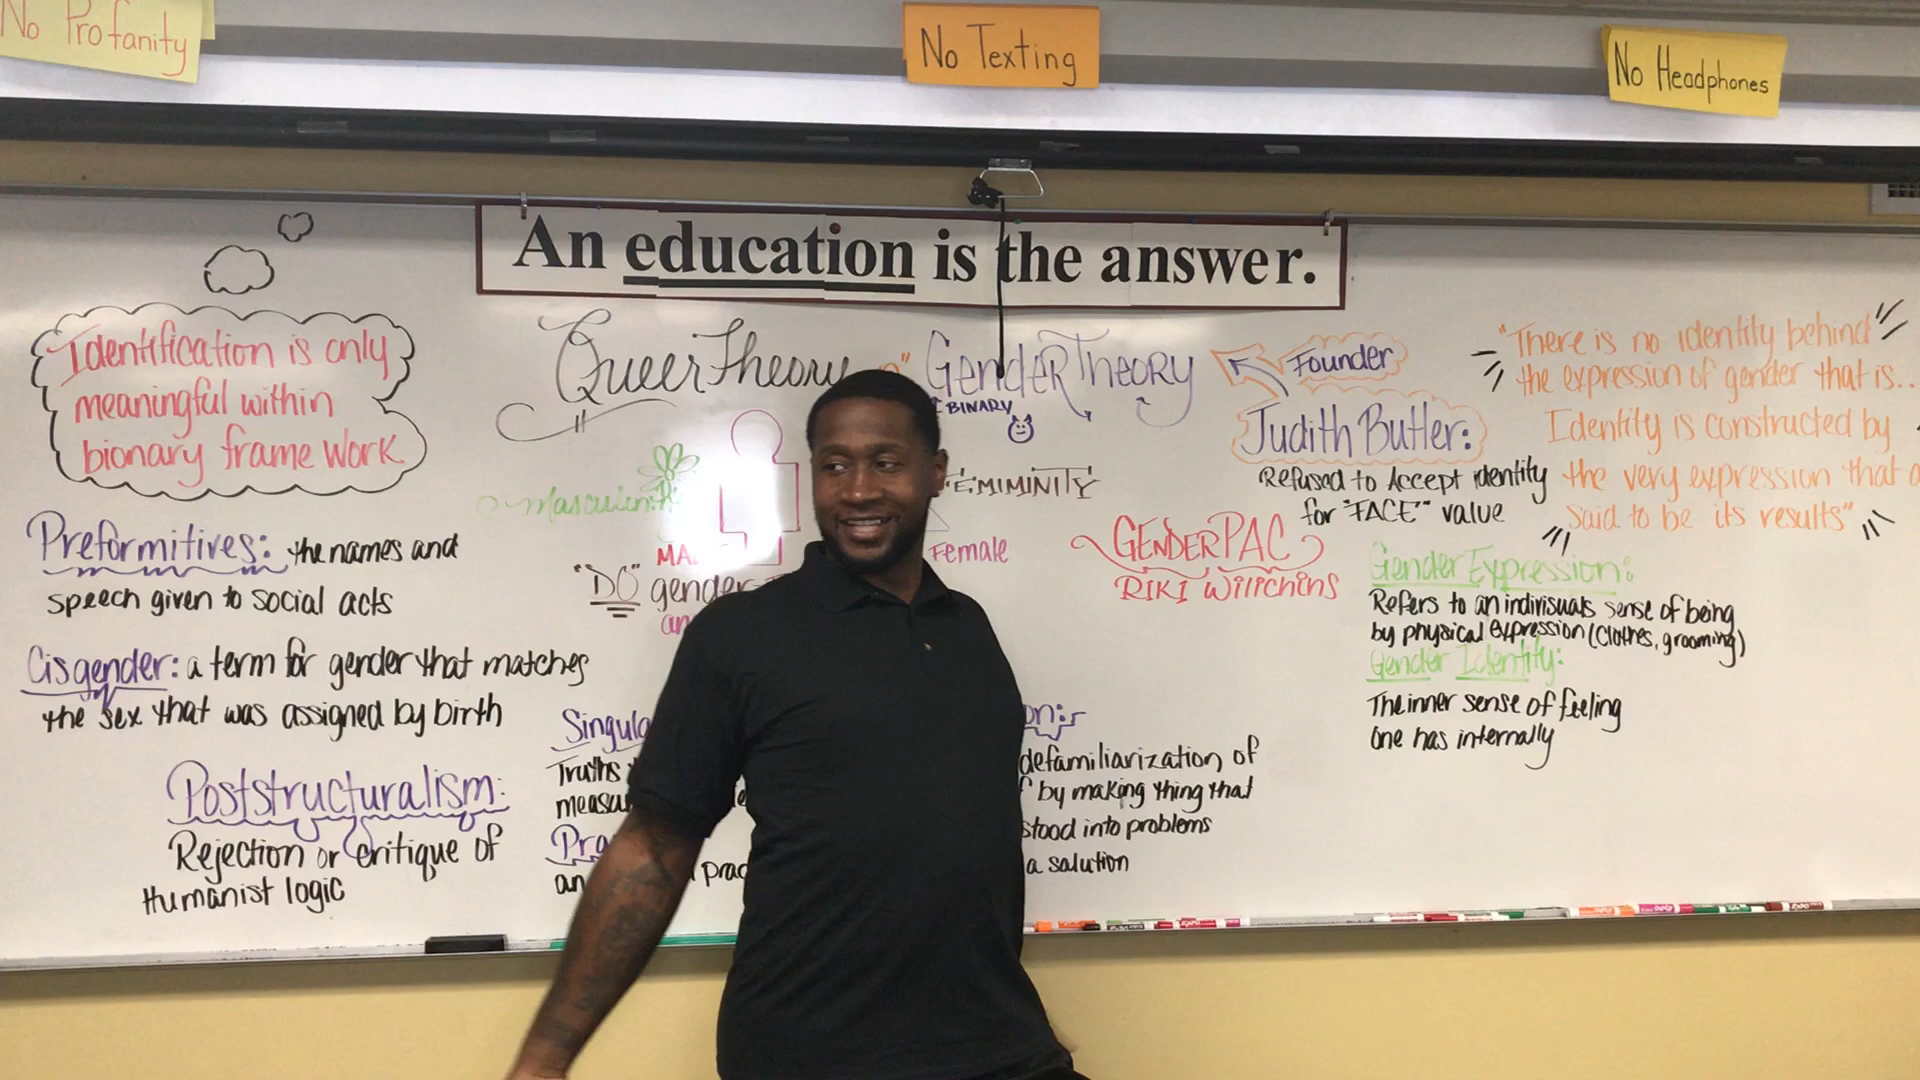 No Profanity
No Texting
No Headphones
An education is the answer.
Identification is only
meaningful within
bionary frame work
Queer Theory
Gender Theory
BINARY
Founder
Judith Butler:
Refused to Accept identity
for "FACE" value
"There is no identity behind
the expression of gender that is...
Identity is constructed by
the very expression that
said to be its results"
FEMIMINITY
Female
"DO" gender
GENDERPAC
RIKI Wilichins
Preformitives: the names and
speech given to social acts
Cisgender: a term for gender that matches
the sex that was assigned by birth
Poststructuralism:
Rejection or critique of
Humanist logic
Truths
defamiliarization of
by making thing that
stood into problems
a solution
Gender Expression:
Refers to an indivisuals sense of being
by physical expression (clothes, grooming)
Gender Identity:
The inner sense of feeling
one has internally